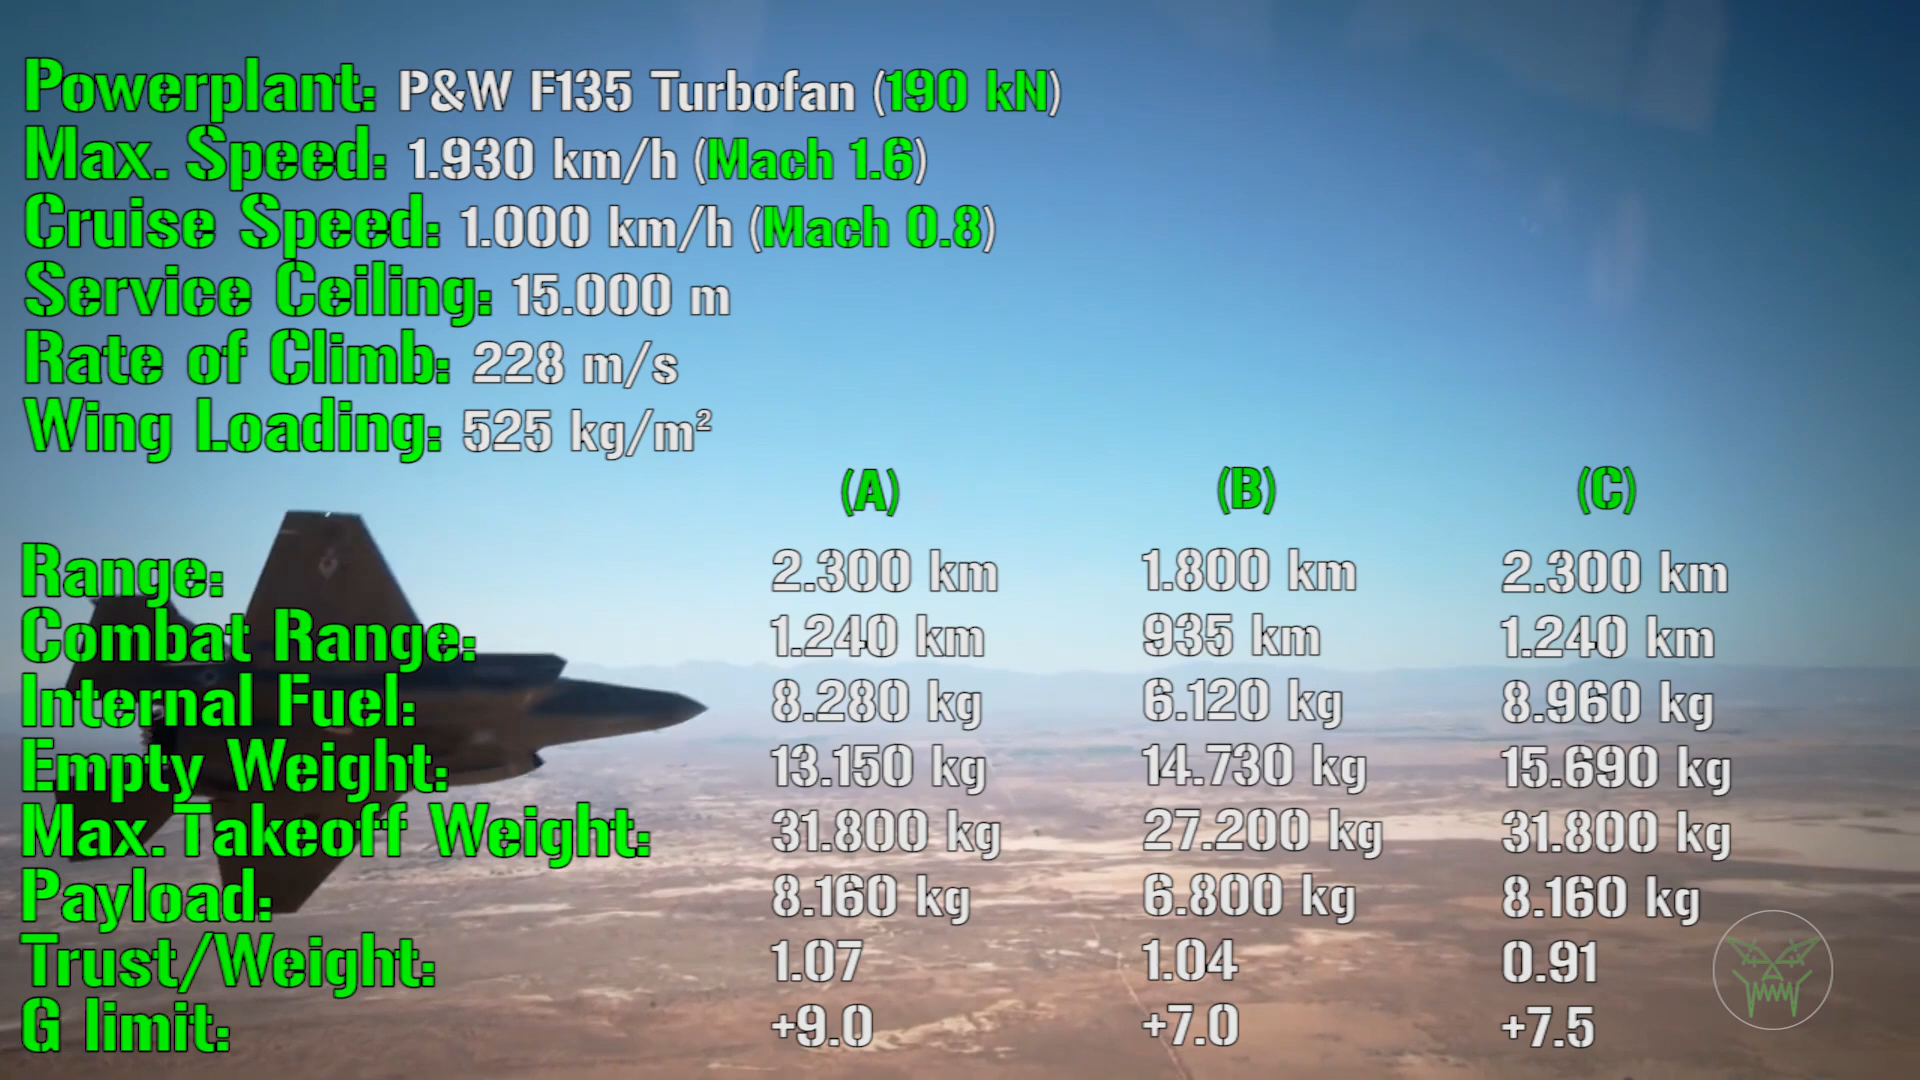 Powerplant: P&W F135 Turbofan (190 kN)
Max. Speed: 1.930 km/h (Mach 1.6)
Cruise Speed: 1.000 km/h (Mach 0.8)
Service Ceiling: 15.000 m
Rate of Climb: 228 m/s
Wing Loading: 525 kg/m²
(A) (B) (C)
Range: 2.300 km 1.800 km 2.300 km
Combat Range: 1.240 km 935 km 1.240 km
Internal Fuel: 8.280 kg 6.120 kg 8.960 kg
Empty Weight: 13.150 kg 14.730 kg 15.690 kg
Max. Takeoff Weight: 31.800 kg 27.200 kg 31.800 kg
Payload: 8.160 kg 6.800 kg 8.160 kg
Trust/Weight: 1.07 1.04 0.91
G limit: +9.0 +7.0 +7.5